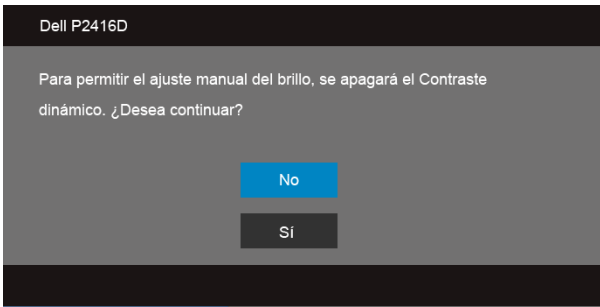 Dell P2416D
Para permitir el ajuste manual del brillo, se apagará el Contraste
dinámico. ¿Desea continuar?
No
Sí